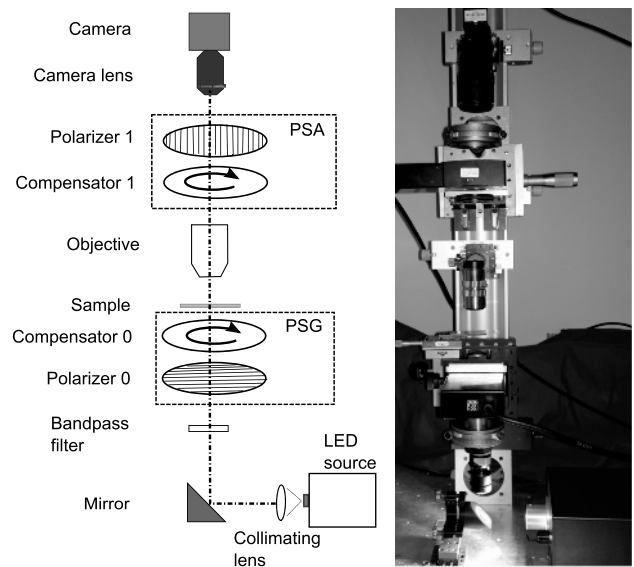 Camera
Camera lens
PSA
Polarizer 1
Compensator 1
Objective
Sample
PSG
Compensator 0
Polarizer 0
Bandpass
filter
LED
source
Mirror
Collimating
lens